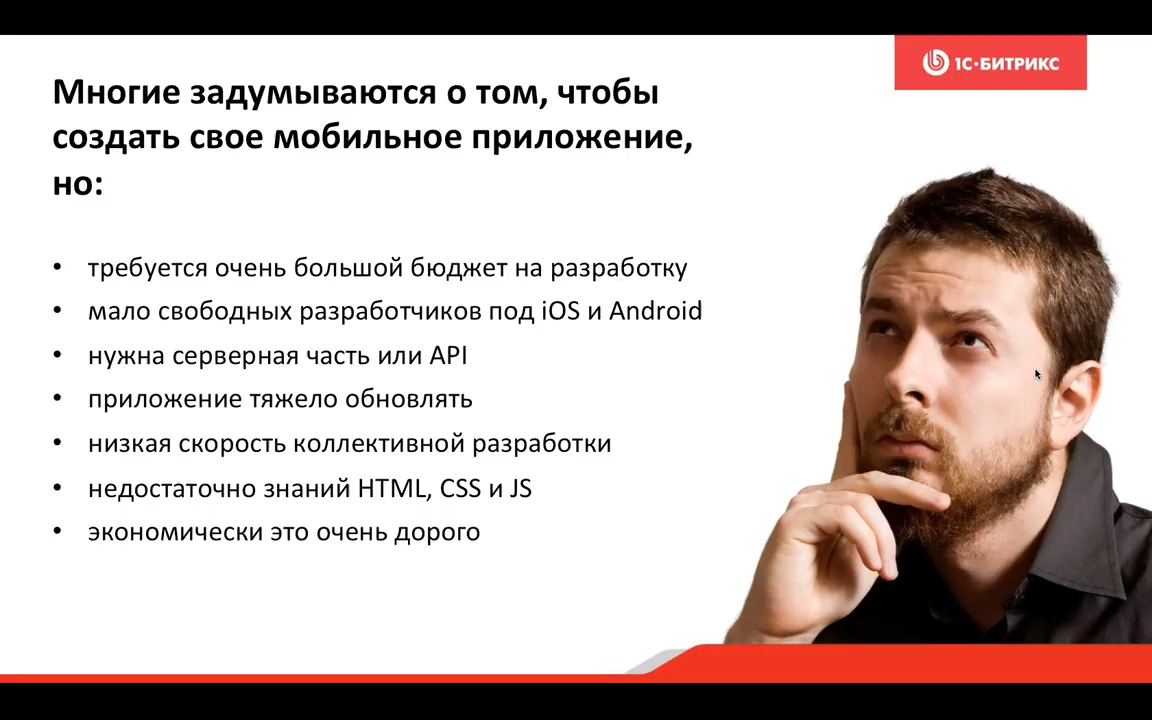 1С·БИТРИКС
Многие задумываются о том, чтобы
создать свое мобильное приложение,
но:
• требуется очень большой бюджет на разработку
• мало свободных разработчиков под iOS и Android
• нужна серверная часть или API
• приложение тяжело обновлять
• низкая скорость коллективной разработки
• недостаточно знаний HTML, CSS и JS
• экономически это очень дорого